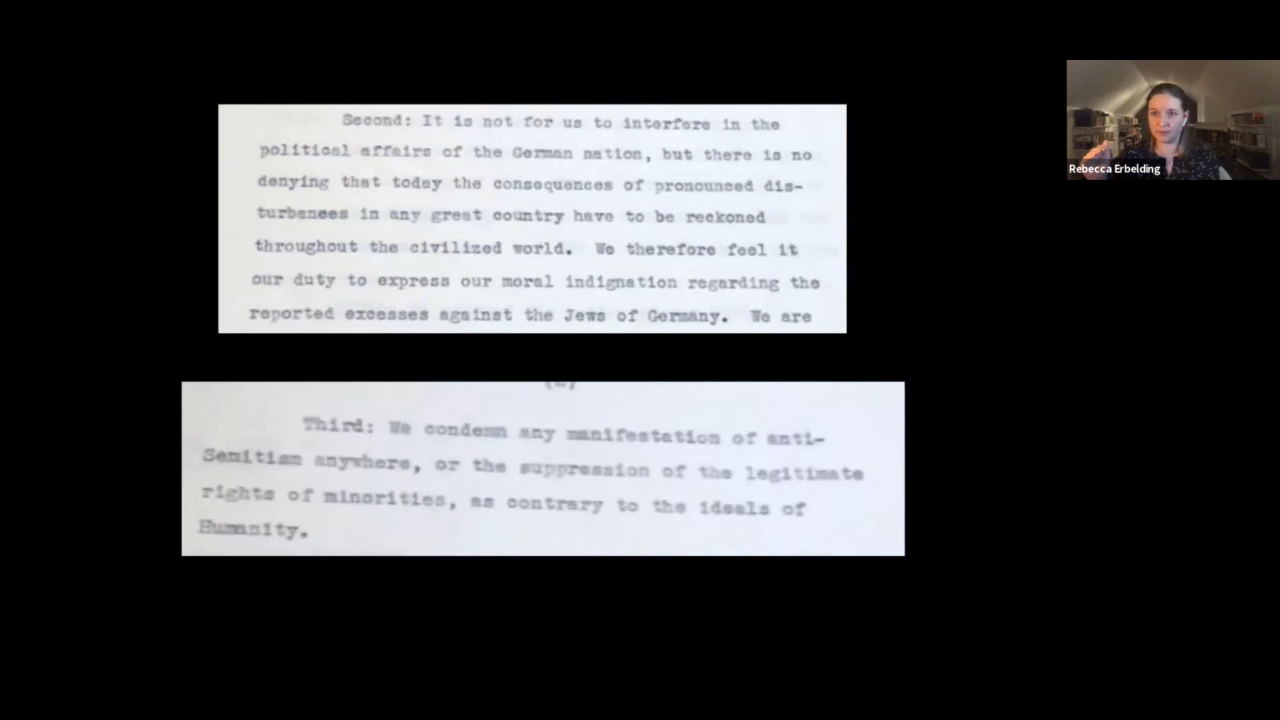 Second: It is not for us to interfere in the
political affairs of the German nation, but there is no
denying that today the consequences of pronounced dis-
turbances in any great country have to be reckoned
throughout the civilized world. We therefore feel it
our duty to express our moral indignation regarding the
reported excesses against the Jews of Germany. We are
Third: We condemn any manifestation of anti-
Semitism anywhere, or the suppression of the legitimate
rights of minorities, as contrary to the ideals of
Humanity.
Rebecca Erbelding